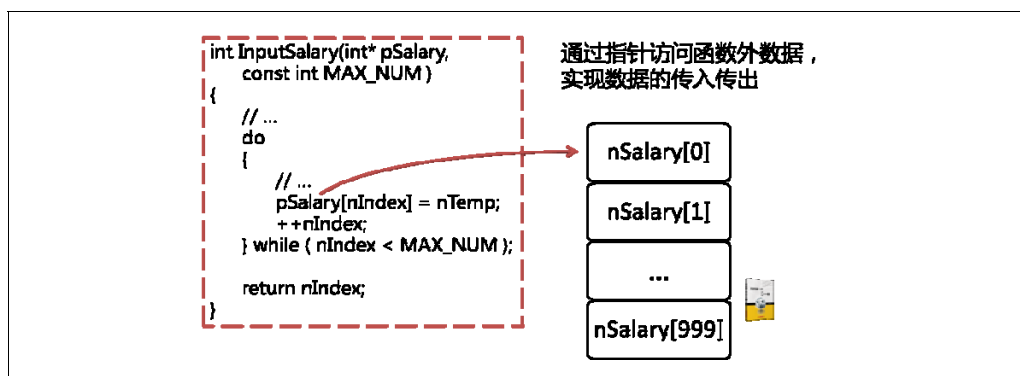 int InputSalary(int* pSalary,
const int MAX_NUM )
{
// ...
do
{
// ...
pSalary[nIndex] = nTemp;
++nIndex;
} while ( nIndex < MAX_NUM );
return nIndex;
}
通过指针访问函数外数据，
实现数据的传入传出
nSalary[0]
nSalary[1]
...
nSalary[999]